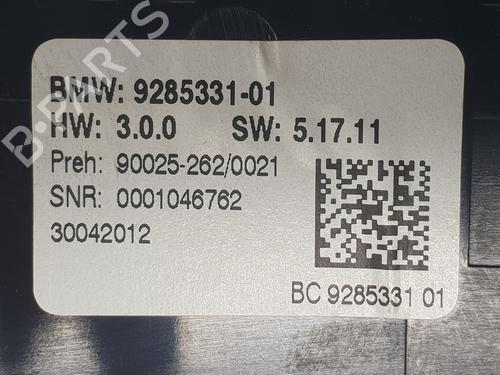 B-PARTS
BMW: 9285331-01
HW: 3.0.0 SW: 5.17.11
Preh: 90025-262/0021
SNR: 0001046762
30042012
BC 9285331 01